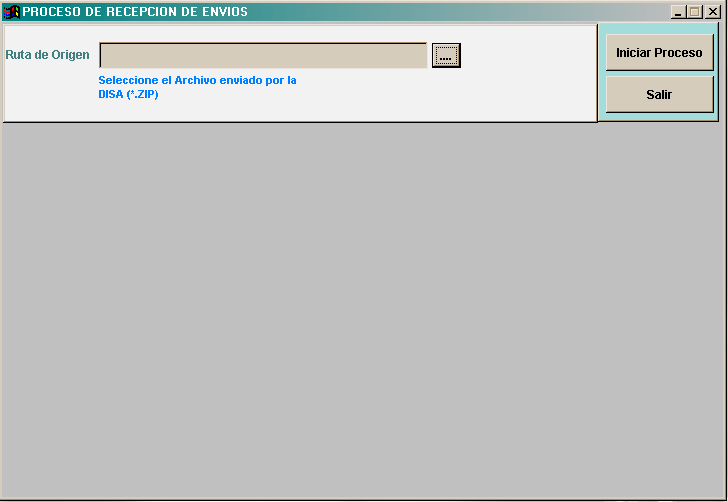 PROCESO DE RECEPCION DE ENVIOS
Ruta de Origen
....
Seleccione el Archivo enviado por la
DISA (*.ZIP)
Iniciar Proceso
Salir